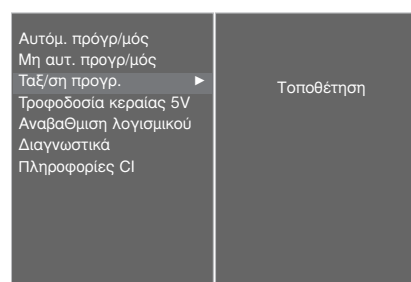 Αυτόμ. πρόγρ/μός
Μη αυτ. προγρ/μός
Ταξ/ση προγρ. ►
Τροφοδοσία κεραίας 5V
ΑναβαΘμιση λογισμικού
Διαγνωστικά
Πληροφορίες CI
Τοποθέτηση